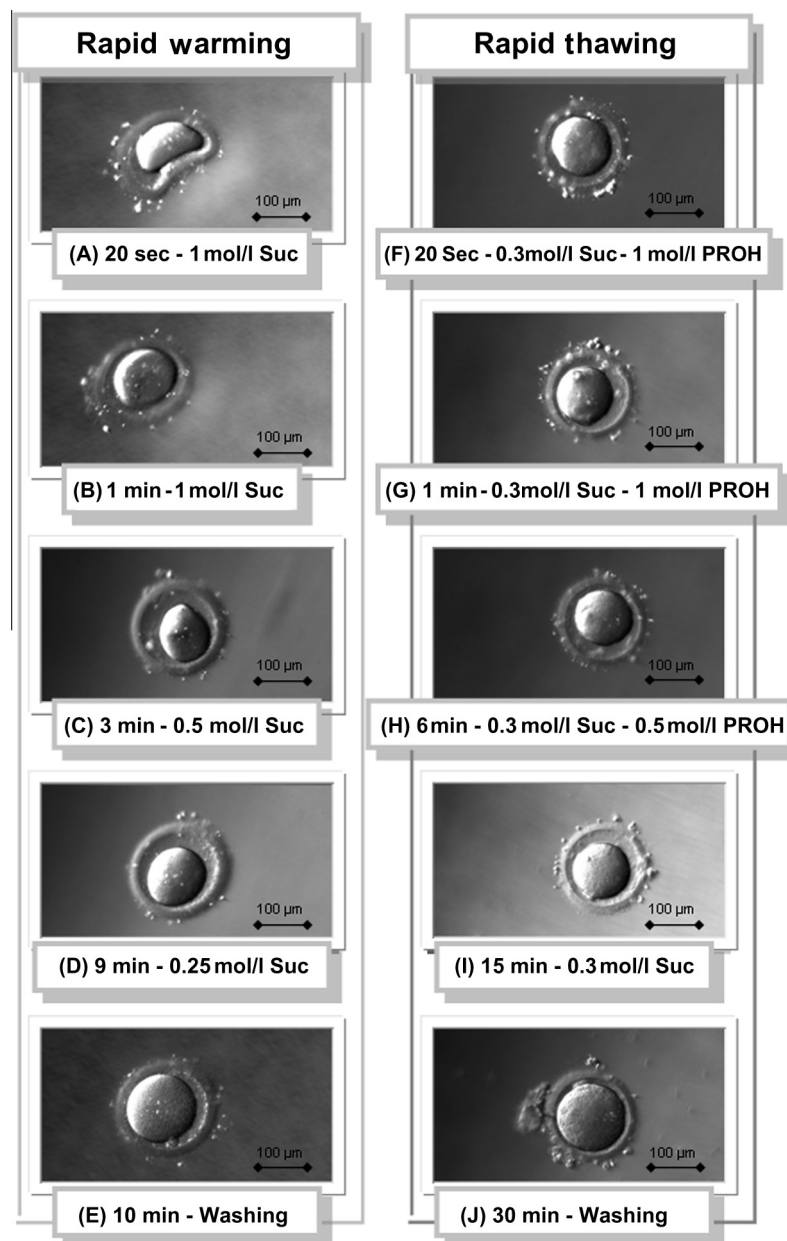 Rapid warming
100 µm
(A) 20 sec - 1 mol/l Suc
100 µm
(B) 1 min - 1 mol/l Suc
100 µm
(C) 3 min - 0.5 mol/l Suc
100 µm
(D) 9 min - 0.25 mol/l Suc
100 µm
(E) 10 min - Washing
Rapid thawing
100 µm
(F) 20 Sec - 0.3mol/l Suc - 1 mol/l PROH
100 µm
(G) 1 min - 0.3mol/l Suc - 1 mol/l PROH
100 µm
(H) 6 min - 0.3 mol/l Suc - 0.5 mol/l PROH
100 µm
(I) 15 min - 0.3 mol/l Suc
100 µm
(J) 30 min - Washing